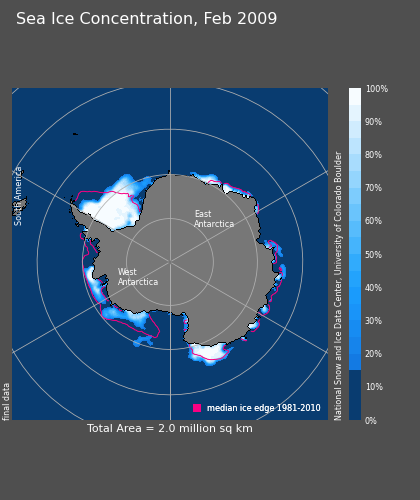 Sea Ice Concentration, Feb 2009
South America
East
Antarctica
West
Antarctica
final data
median ice edge 1981-2010
Total Area = 2.0 million sq km
National Snow and Ice Data Center, University of Colorado Boulder
100%
90%
80%
70%
60%
50%
40%
30%
20%
10%
0%